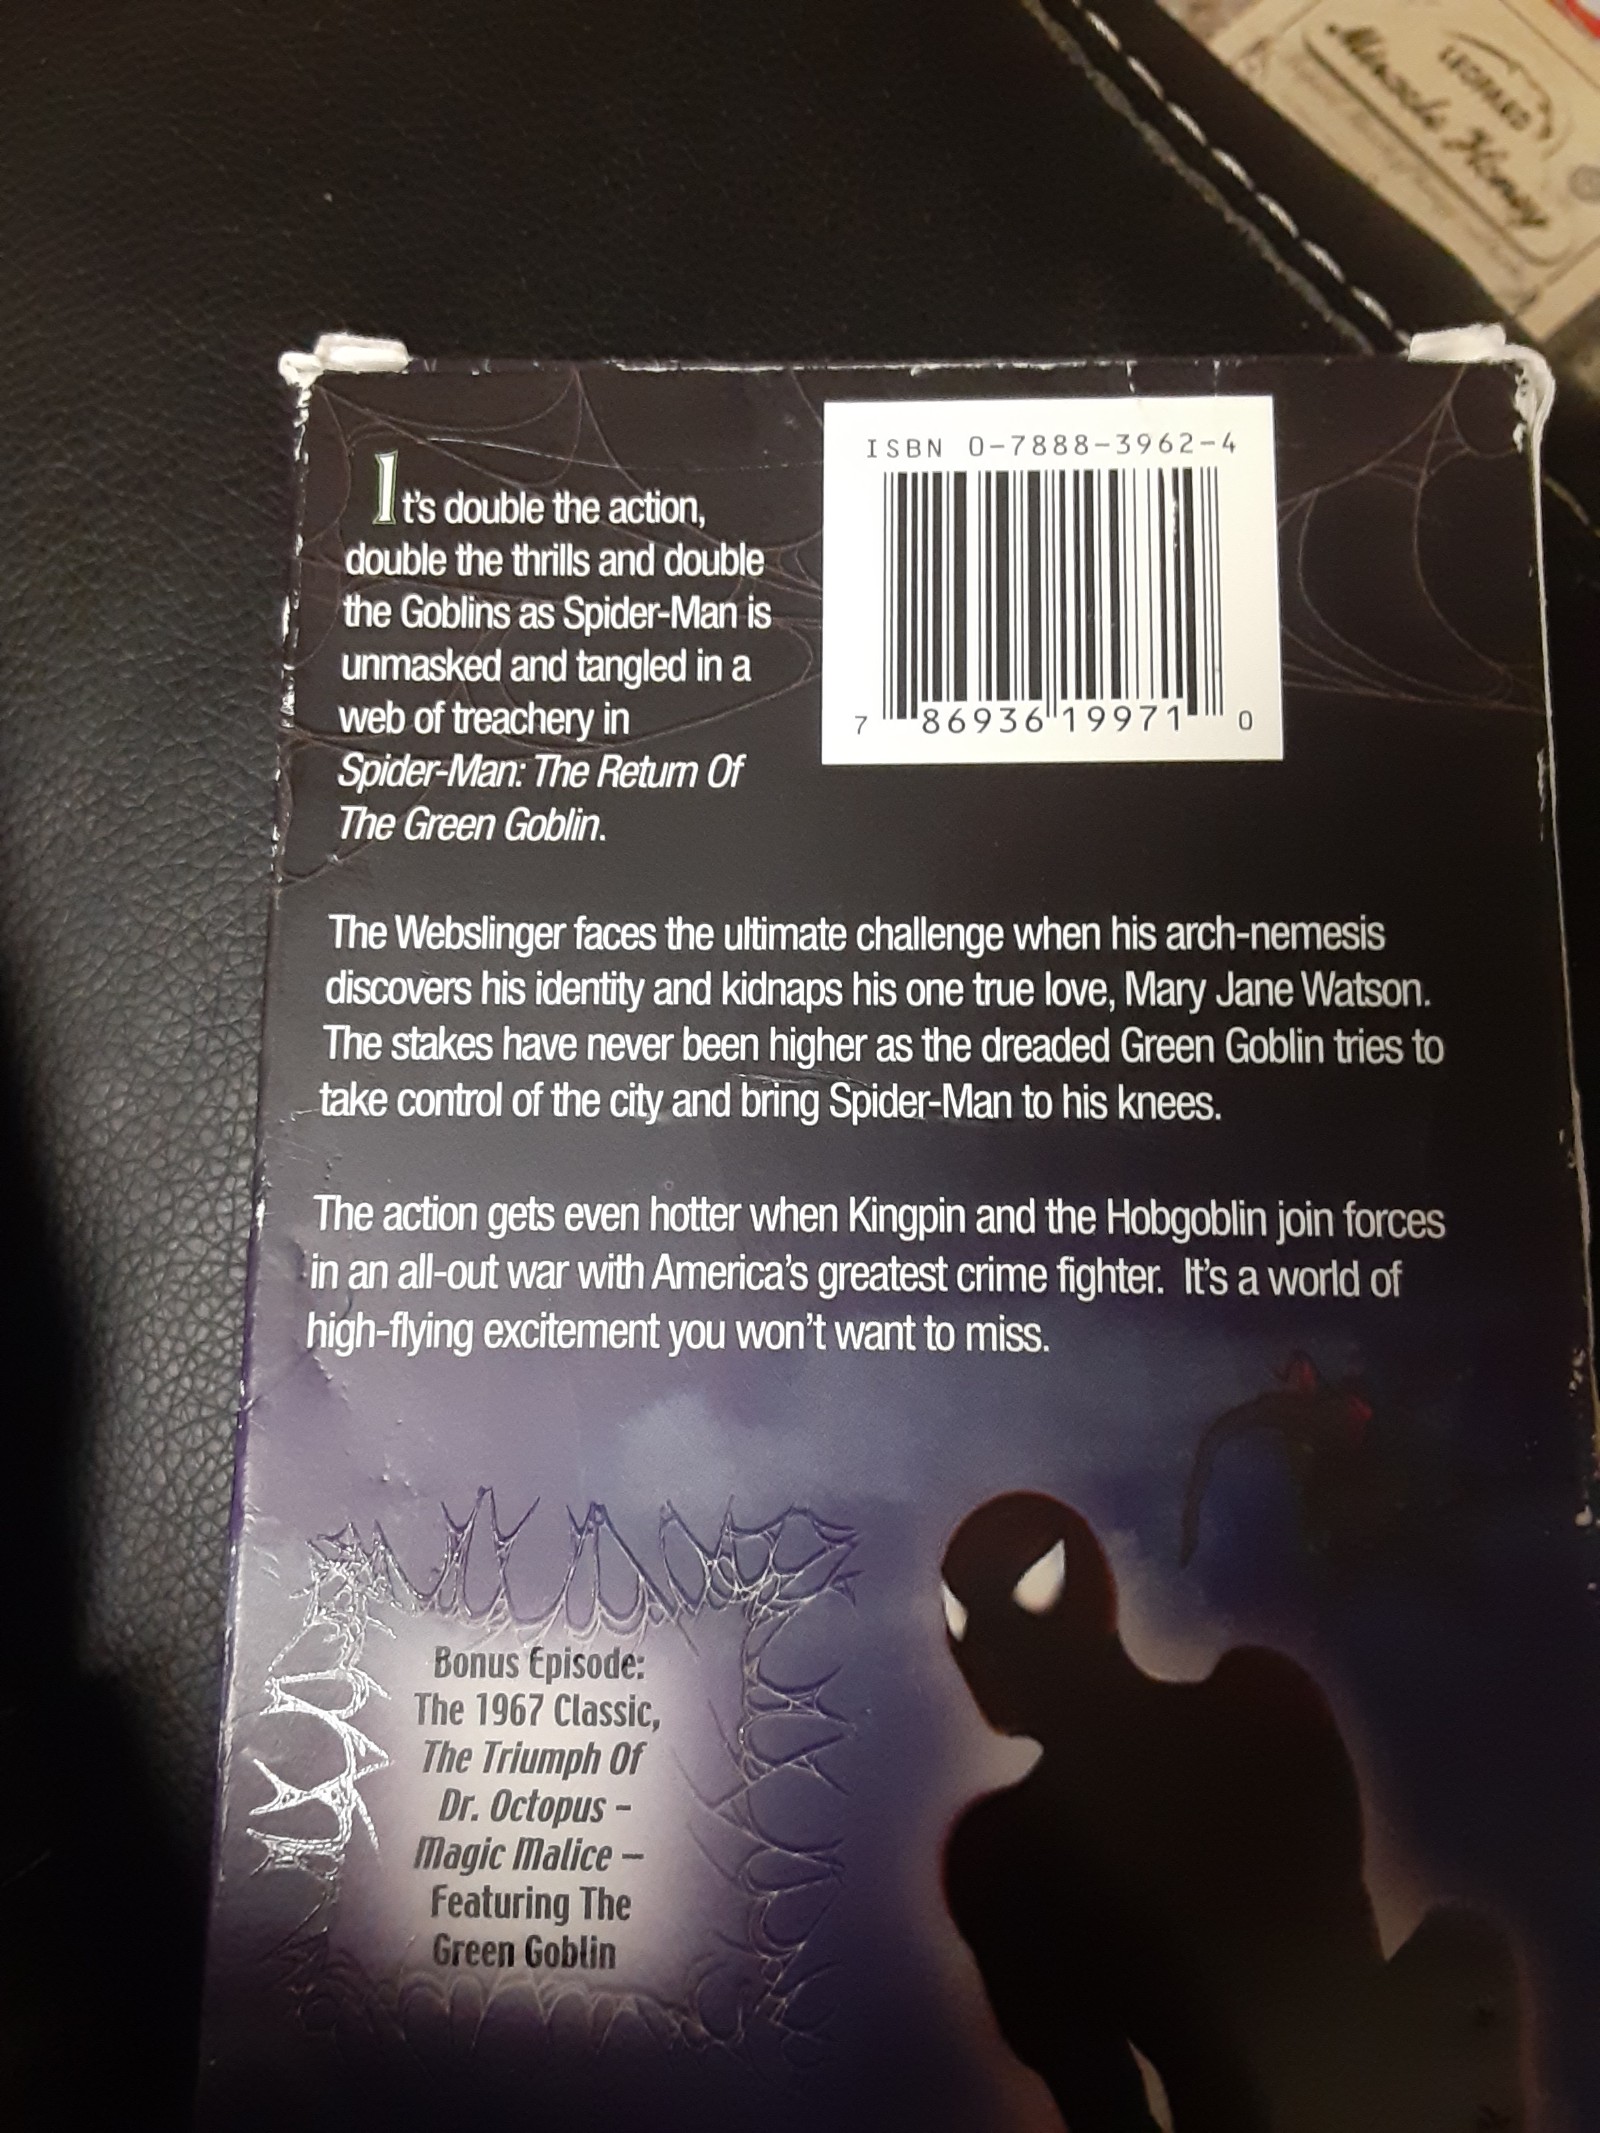 LEOPARD
Miracle Honey
ISBN 0-7888-3962-4
7 86936 19971 0
It's double the action,
double the thrills and double
the Goblins as Spider-Man is
unmasked and tangled in a
web of treachery in
Spider-Man: The Return Of
The Green Goblin.
The Webslinger faces the ultimate challenge when his arch-nemesis
discovers his identity and kidnaps his one true love, Mary Jane Watson.
The stakes have never been higher as the dreaded Green Goblin tries to
take control of the city and bring Spider-Man to his knees.
The action gets even hotter when Kingpin and the Hobgoblin join forces
in an all-out war with America's greatest crime fighter. It's a world of
high-flying excitement you won't want to miss.
Bonus Episode:
The 1967 Classic,
The Triumph Of
Dr. Octopus –
Magic Malice –
Featuring The
Green Goblin